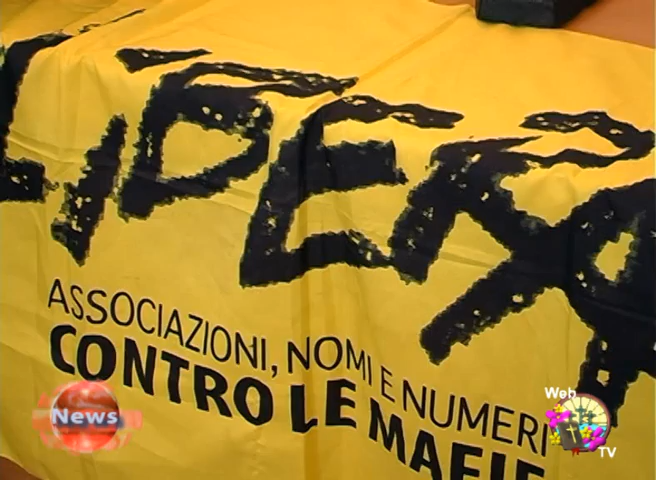 LIBERA
ASSOCIAZIONI, NOMI E NUMERI
CONTRO LE MAFIE
News
Web
TV